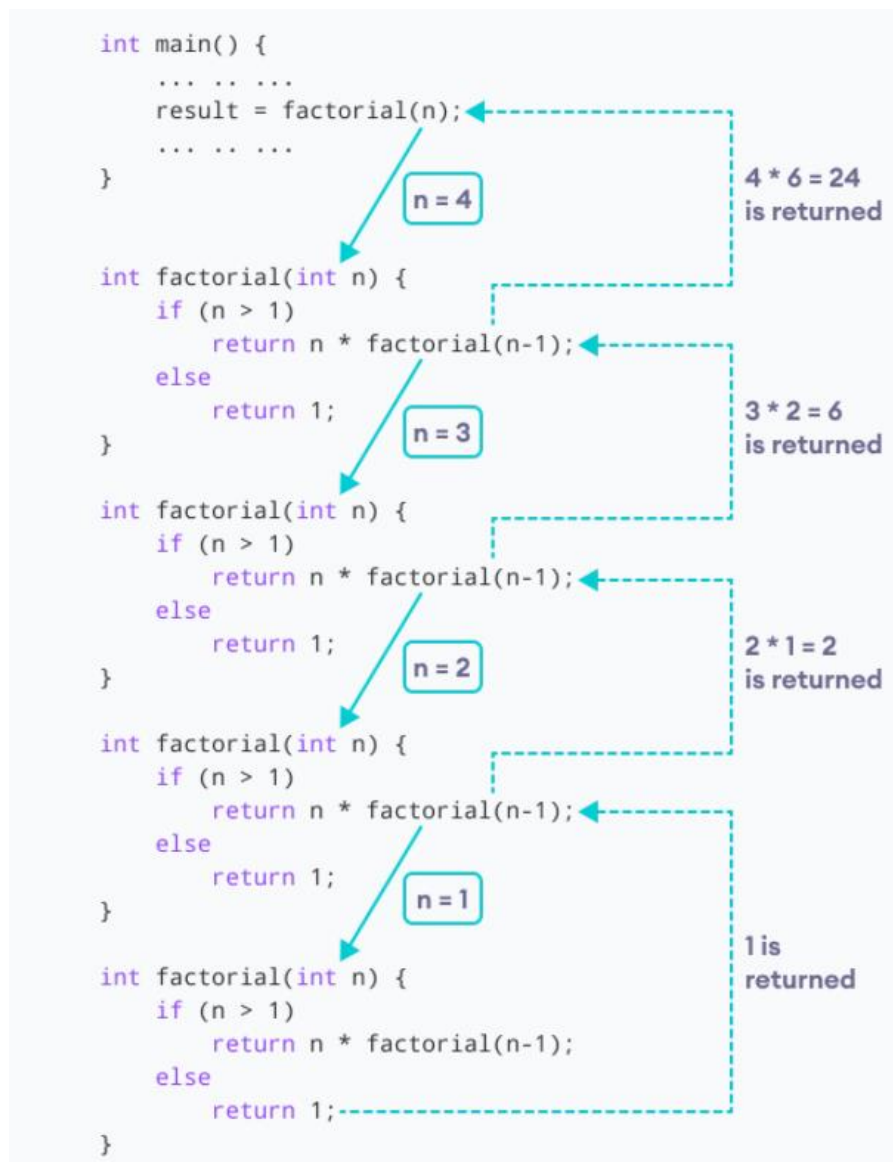 int main() {
... .. ...
result = factorial(n);
... .. ...
}
n = 4
4 * 6 = 24
is returned
int factorial(int n) {
if (n > 1)
return n * factorial(n-1);
else
return 1;
}
n = 3
3 * 2 = 6
is returned
int factorial(int n) {
if (n > 1)
return n * factorial(n-1);
else
return 1;
}
n = 2
2 * 1 = 2
is returned
int factorial(int n) {
if (n > 1)
return n * factorial(n-1);
else
return 1;
}
n = 1
1 is
returned
int factorial(int n) {
if (n > 1)
return n * factorial(n-1);
else
return 1;
}